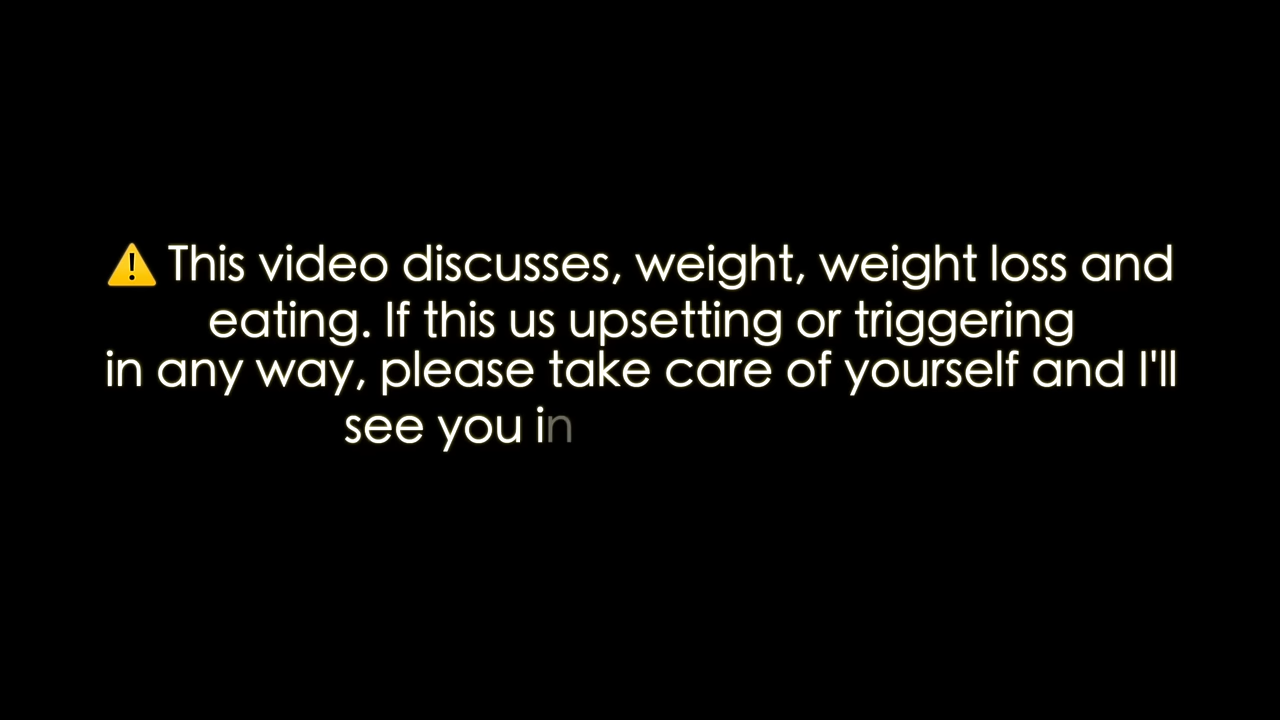 ⚠️ This video discusses, weight, weight loss and
eating. If this us upsetting or triggering
in any way, please take care of yourself and I'll
see you in